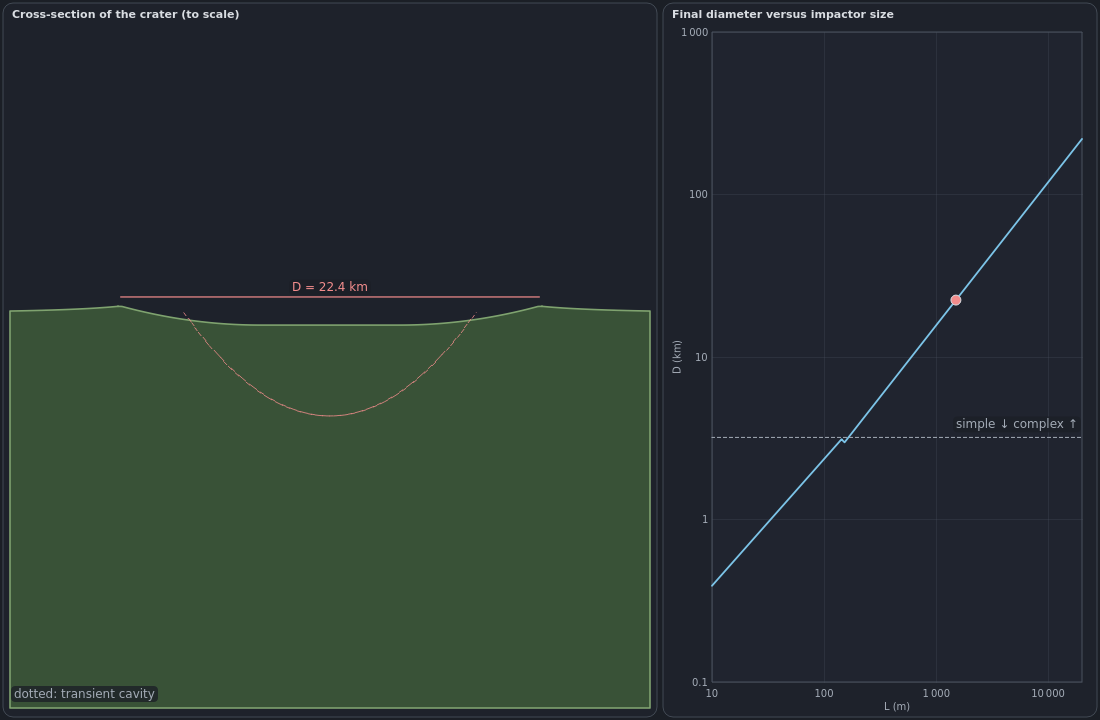 Cross-section of the crater (to scale)
D = 22.4 km
dotted: transient cavity
Final diameter versus impactor size
1 000
100
10
1
0.1
D (km)
simple ↓ complex ↑
10
100
1 000
10 000
L (m)